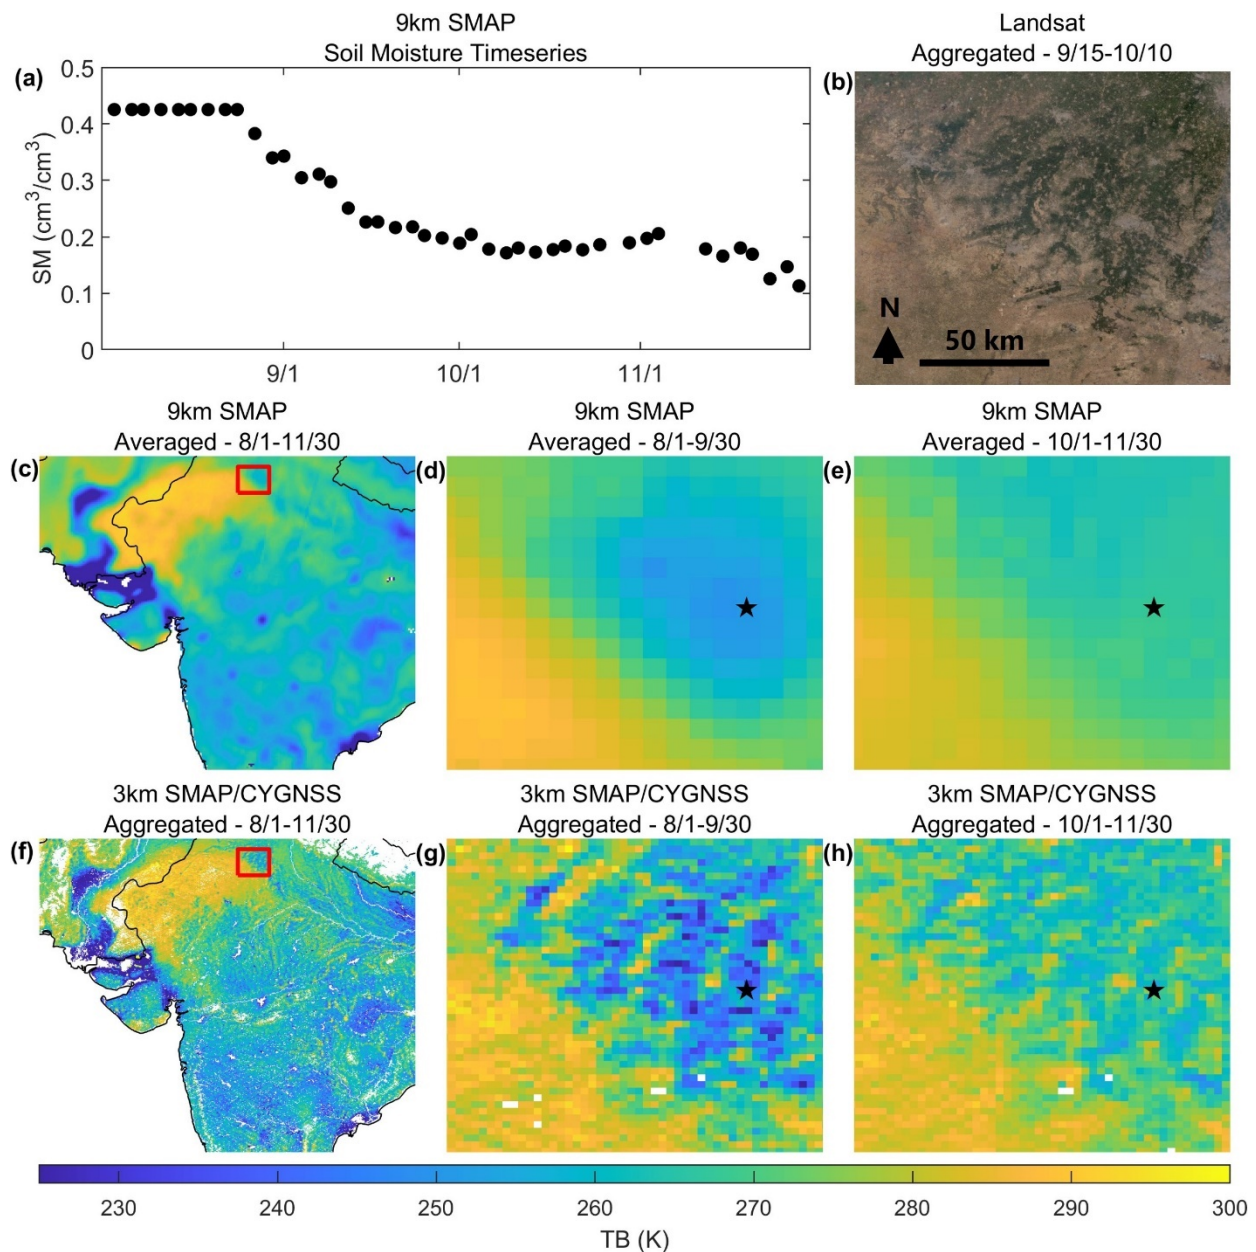 9km SMAP
Soil Moisture Timeseries
(a)
0.5
0.4
0.3
0.2
0.1
0
SM (cm³/cm³)
9/1
10/1
11/1
Landsat
Aggregated - 9/15-10/10
(b)
N
50 km
9km SMAP
Averaged - 8/1-11/30
(c)
9km SMAP
Averaged - 8/1-9/30
(d)
9km SMAP
Averaged - 10/1-11/30
(e)
3km SMAP/CYGNSS
Aggregated - 8/1-11/30
(f)
3km SMAP/CYGNSS
Aggregated - 8/1-9/30
(g)
3km SMAP/CYGNSS
Aggregated - 10/1-11/30
(h)
230 240 250 260 270 280 290 300
TB (K)